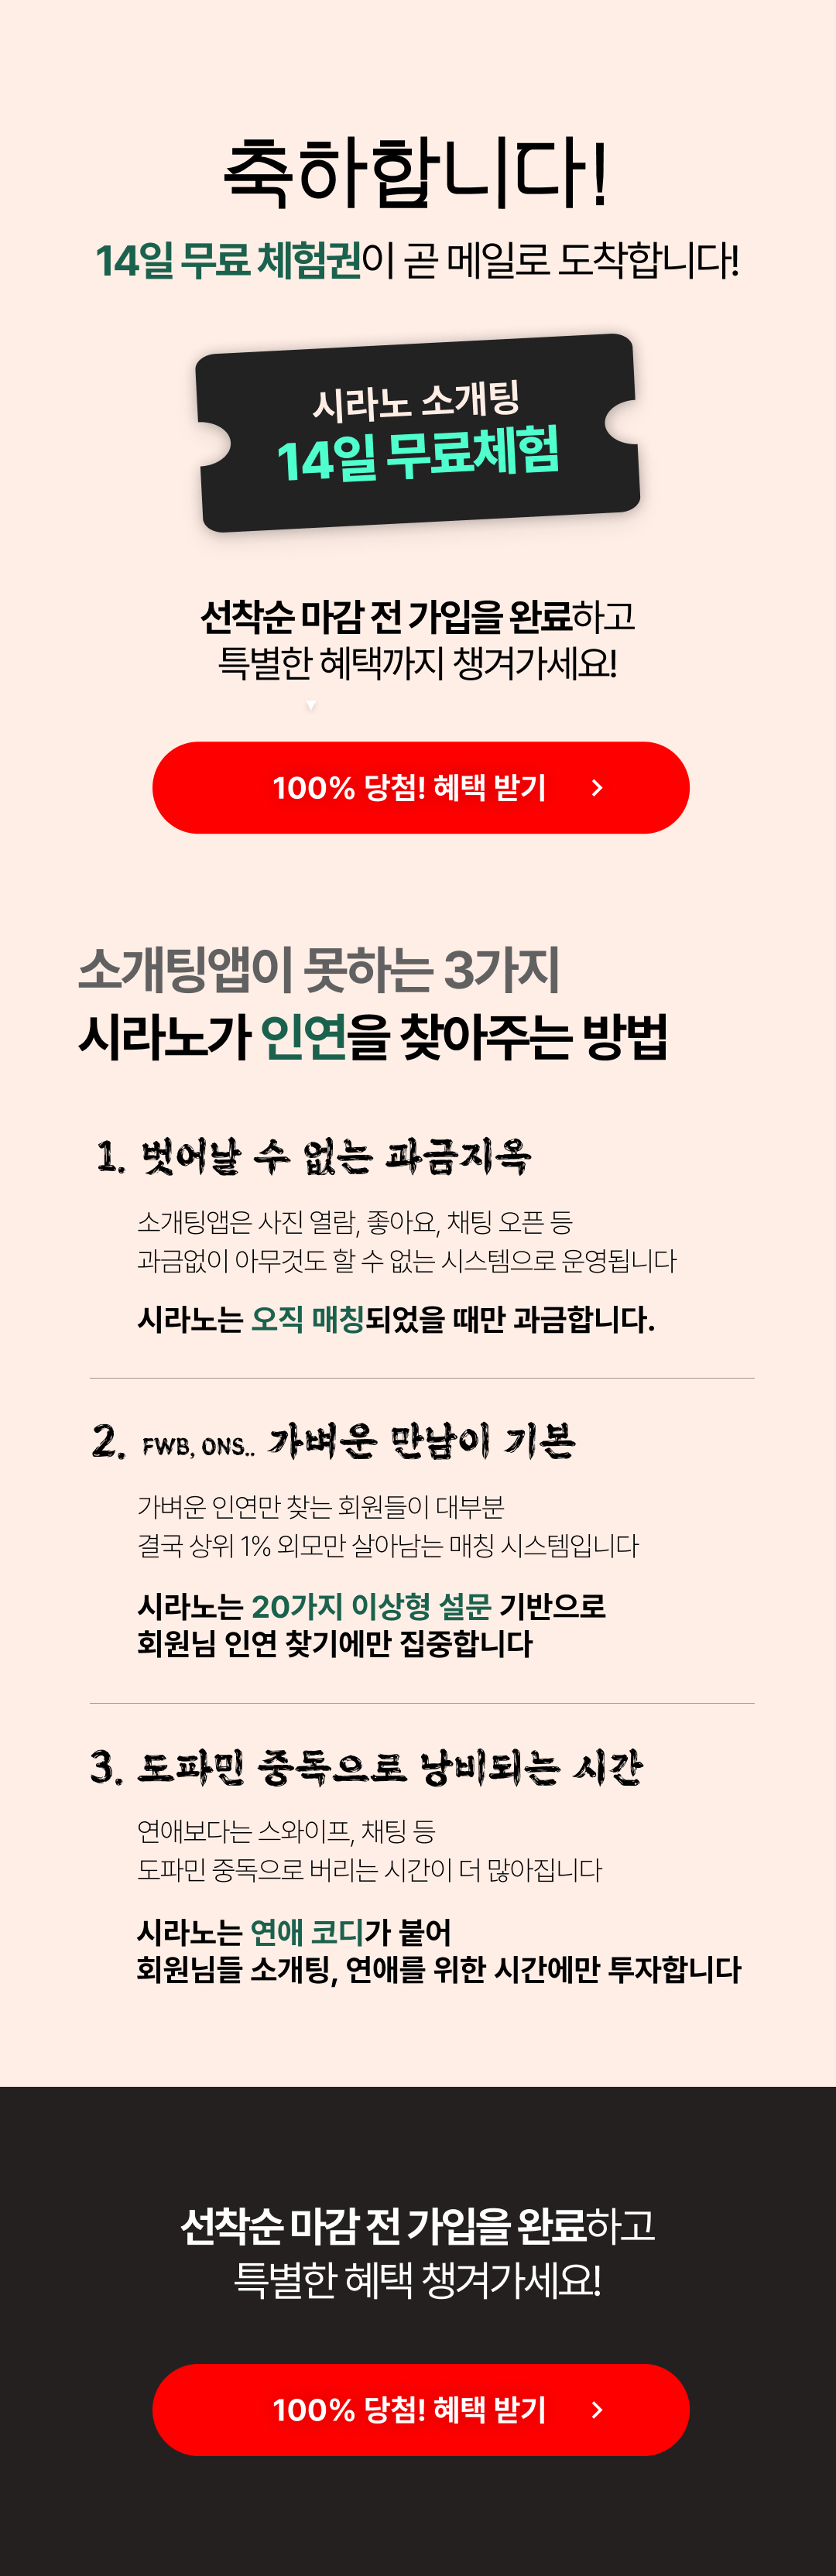 축하합니다!
14일 무료 체험권이 곧 메일로 도착합니다!
시라노 소개팅
14일 무료체험
선착순 마감 전 가입을 완료하고
특별한 혜택까지 챙겨가세요!
100% 당첨! 혜택 받기
소개팅앱이 못하는 3가지
시라노가 인연을 찾아주는 방법
1. 벗어날 수 없는 과금지옥
소개팅앱은 사진 열람, 좋아요, 채팅 오픈 등
과금없이 아무것도 할 수 없는 시스템으로 운영됩니다
시라노는 오직 매칭되었을 때만 과금합니다.
2. FWB, ONS.. 가벼운 만남이 기본
가벼운 인연만 찾는 회원들이 대부분
결국 상위 1% 외모만 살아남는 매칭 시스템입니다
시라노는 20가지 이상형 설문 기반으로
회원님 인연 찾기에만 집중합니다
3. 도파민 중독으로 낭비되는 시간
연애보다는 스와이프, 채팅 등
도파민 중독으로 버리는 시간이 더 많아집니다
시라노는 연애 코디가 붙어
회원님들 소개팅, 연애를 위한 시간에만 투자합니다
선착순 마감 전 가입을 완료하고
특별한 혜택 챙겨가세요!
100% 당첨! 혜택 받기